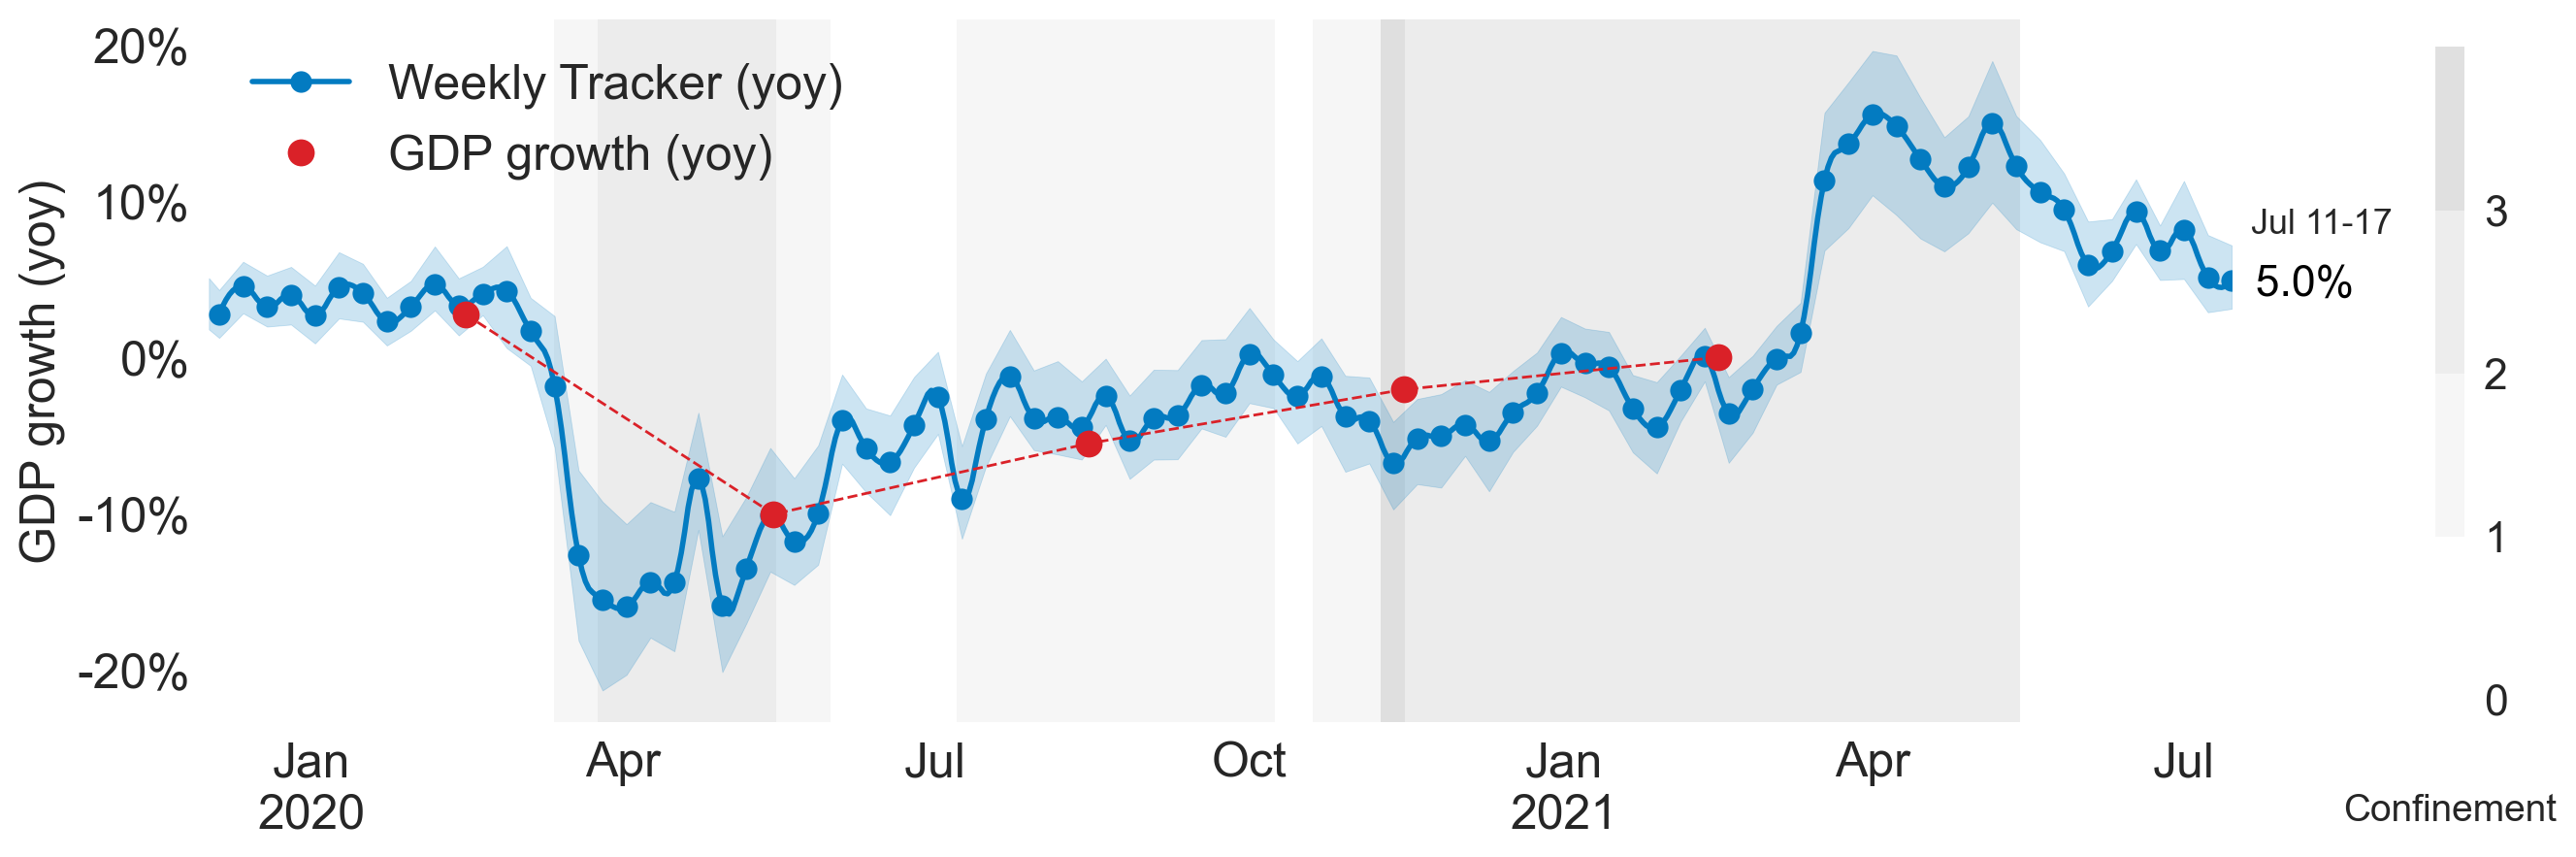 20%
10%
0%
-10%
-20%
GDP growth (yoy)
Weekly Tracker (yoy)
GDP growth (yoy)
Jul 11-17
5.0%
3
2
1
0
Confinement
Jan
2020
Apr
Jul
Oct
Jan
2021
Apr
Jul